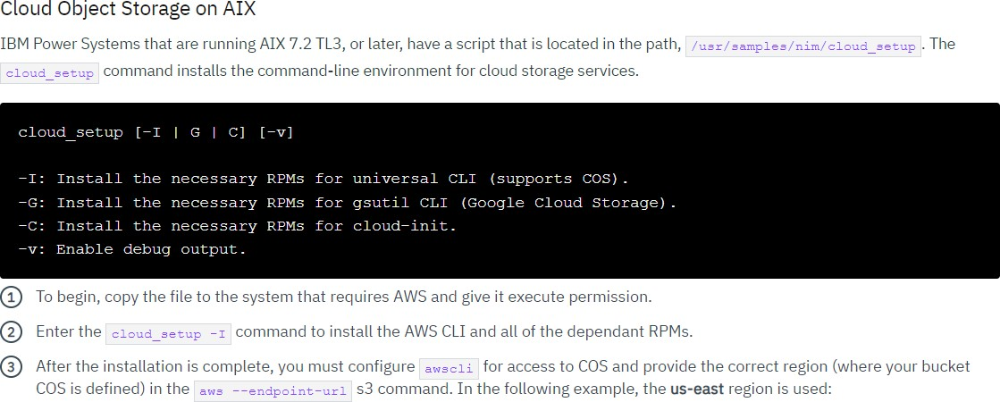 Cloud Object Storage on AIX
IBM Power Systems that are running AIX 7.2 TL3, or later, have a script that is located in the path, /usr/samples/nim/cloud_setup . The
cloud_setup command installs the command-line environment for cloud storage services.
cloud_setup [-I | G | C] [-v]
-I: Install the necessary RPMs for universal CLI (supports COS).
-G: Install the necessary RPMs for gsutil CLI (Google Cloud Storage).
-C: Install the necessary RPMs for cloud-init.
-v: Enable debug output.
1 To begin, copy the file to the system that requires AWS and give it execute permission.
2 Enter the cloud_setup -I command to install the AWS CLI and all of the dependant RPMs.
3 After the installation is complete, you must configure awscli for access to COS and provide the correct region (where your bucket
COS is defined) in the aws --endpoint-url s3 command. In the following example, the us-east region is used: